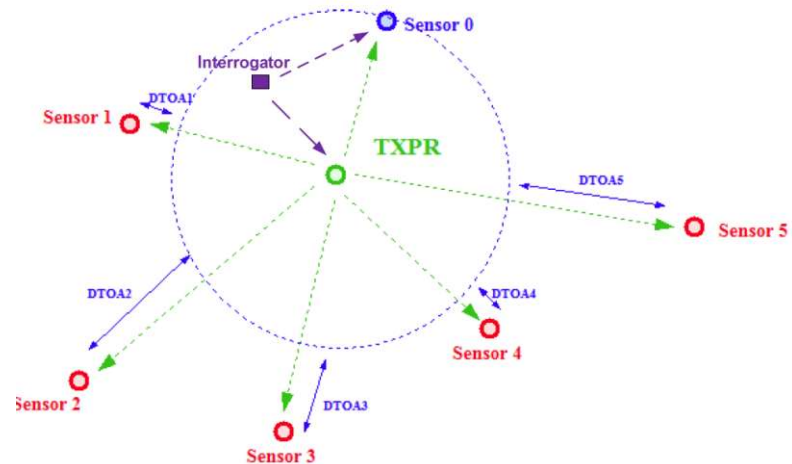 Sensor 0
Interrogator
DTOA1
Sensor 1
TXPR
DTOA5
Sensor 5
DTOA2
DTOA4
Sensor 4
Sensor 2
DTOA3
Sensor 3